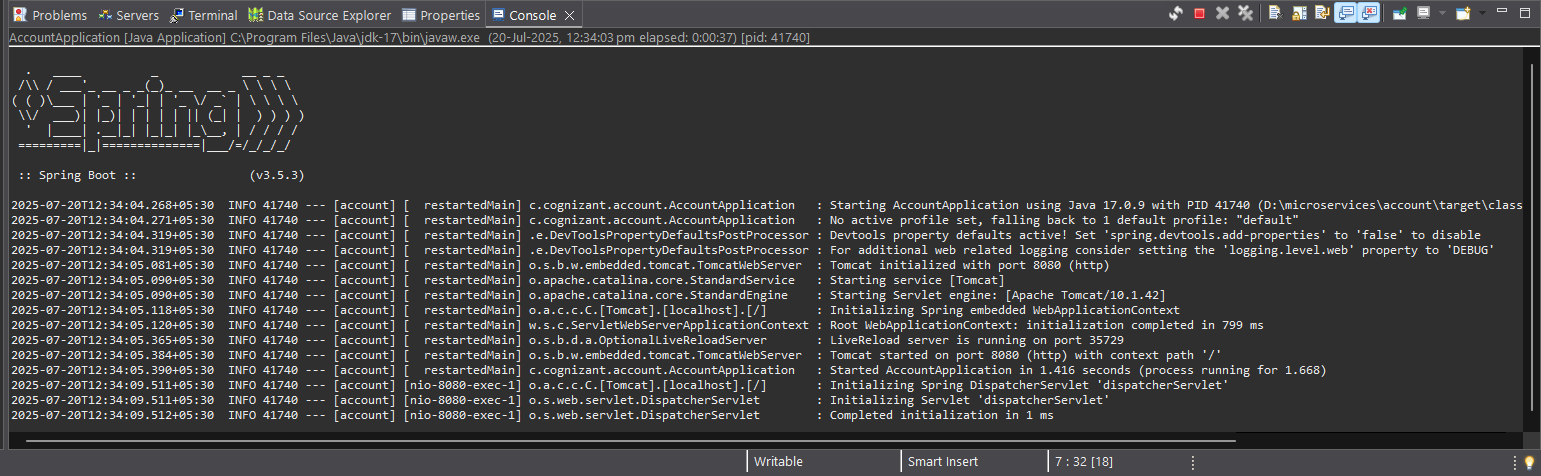 Problems Servers Terminal Data Source Explorer Properties Console
AccountApplication [Java Application] C:\Program Files\Java\jdk-17\bin\javaw.exe (20-Jul-2025, 12:34:03 pm elapsed: 0:00:37) [pid: 41740]
  .   ____          _            __ _ _
 /\\ / ___'_ __ _ _(_)_ __  __ _ \ \ \ \
( ( )\___ | '_ | '_| | '_ \/ _` | \ \ \ \
 \\/  ___)| |_)| | | | | || (_| |  ) ) ) )
  '  |____| .__|_| |_|_| |_\__, | / / / /
 =========|_|==============|___/=/_/_/_/
 :: Spring Boot ::                (v3.5.3)
2025-07-20T12:34:04.268+05:30  INFO 41740 --- [account] [  restartedMain] c.cognizant.account.AccountApplication   : Starting AccountApplication using Java 17.0.9 with PID 41740 (D:\microservices\account\target\class
2025-07-20T12:34:04.271+05:30  INFO 41740 --- [account] [  restartedMain] c.cognizant.account.AccountApplication   : No active profile set, falling back to 1 default profile: "default"
2025-07-20T12:34:04.319+05:30  INFO 41740 --- [account] [  restartedMain] .e.DevToolsPropertyDefaultsPostProcessor : Devtools property defaults active! Set 'spring.devtools.add-properties' to 'false' to disable
2025-07-20T12:34:04.319+05:30  INFO 41740 --- [account] [  restartedMain] .e.DevToolsPropertyDefaultsPostProcessor : For additional web related logging consider setting the 'logging.level.web' property to 'DEBUG'
2025-07-20T12:34:05.081+05:30  INFO 41740 --- [account] [  restartedMain] o.s.b.w.embedded.tomcat.TomcatWebServer  : Tomcat initialized with port 8080 (http)
2025-07-20T12:34:05.090+05:30  INFO 41740 --- [account] [  restartedMain] o.apache.catalina.core.StandardService   : Starting service [Tomcat]
2025-07-20T12:34:05.090+05:30  INFO 41740 --- [account] [  restartedMain] o.apache.catalina.core.StandardEngine    : Starting Servlet engine: [Apache Tomcat/10.1.42]
2025-07-20T12:34:05.118+05:30  INFO 41740 --- [account] [  restartedMain] o.a.c.c.C.[Tomcat].[localhost].[/]       : Initializing Spring embedded WebApplicationContext
2025-07-20T12:34:05.120+05:30  INFO 41740 --- [account] [  restartedMain] w.s.c.ServletWebServerApplicationContext : Root WebApplicationContext: initialization completed in 799 ms
2025-07-20T12:34:05.365+05:30  INFO 41740 --- [account] [  restartedMain] o.s.b.d.a.OptionalLiveReloadServer       : LiveReload server is running on port 35729
2025-07-20T12:34:05.384+05:30  INFO 41740 --- [account] [  restartedMain] o.s.b.w.embedded.tomcat.TomcatWebServer  : Tomcat started on port 8080 (http) with context path '/'
2025-07-20T12:34:05.390+05:30  INFO 41740 --- [account] [  restartedMain] c.cognizant.account.AccountApplication   : Started AccountApplication in 1.416 seconds (process running for 1.668)
2025-07-20T12:34:09.511+05:30  INFO 41740 --- [account] [nio-8080-exec-1] o.a.c.c.C.[Tomcat].[localhost].[/]       : Initializing Spring DispatcherServlet 'dispatcherServlet'
2025-07-20T12:34:09.511+05:30  INFO 41740 --- [account] [nio-8080-exec-1] o.s.web.servlet.DispatcherServlet        : Initializing Servlet 'dispatcherServlet'
2025-07-20T12:34:09.512+05:30  INFO 41740 --- [account] [nio-8080-exec-1] o.s.web.servlet.DispatcherServlet        : Completed initialization in 1 ms
Writable Smart Insert 7 : 32 [18]